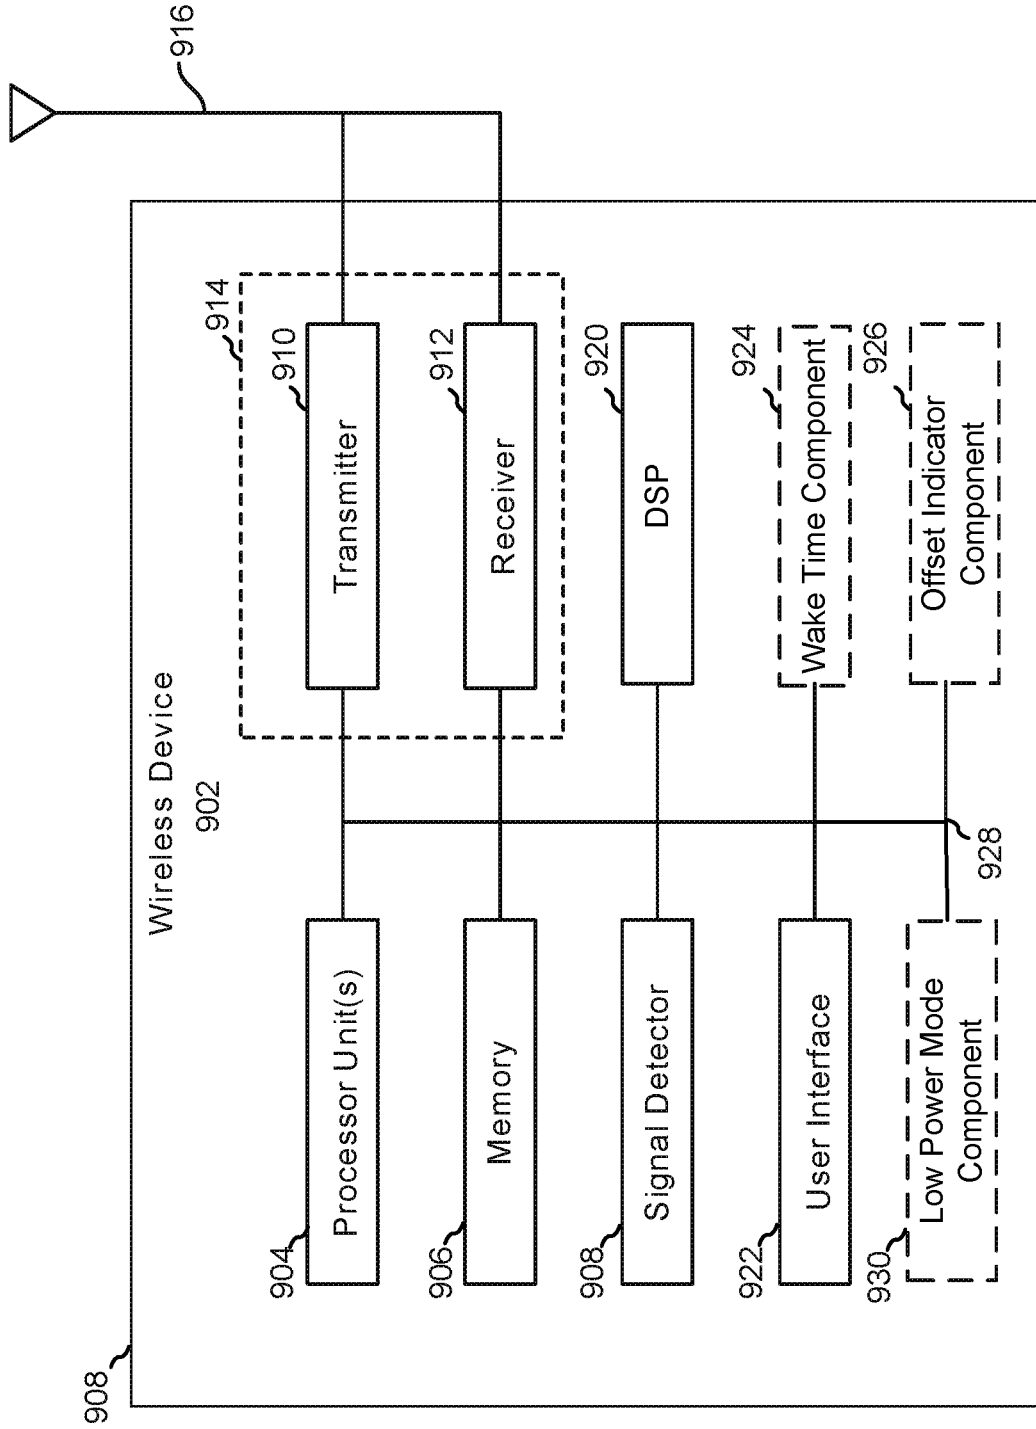 908
Wireless Device
902
904
Processor Unit(s)
914
910
Transmitter
916
906
Memory
912
Receiver
908
Signal Detector
920
DSP
922
User Interface
924
Wake Time Component
930
Low Power Mode
Component
928
926
Offset Indicator
Component